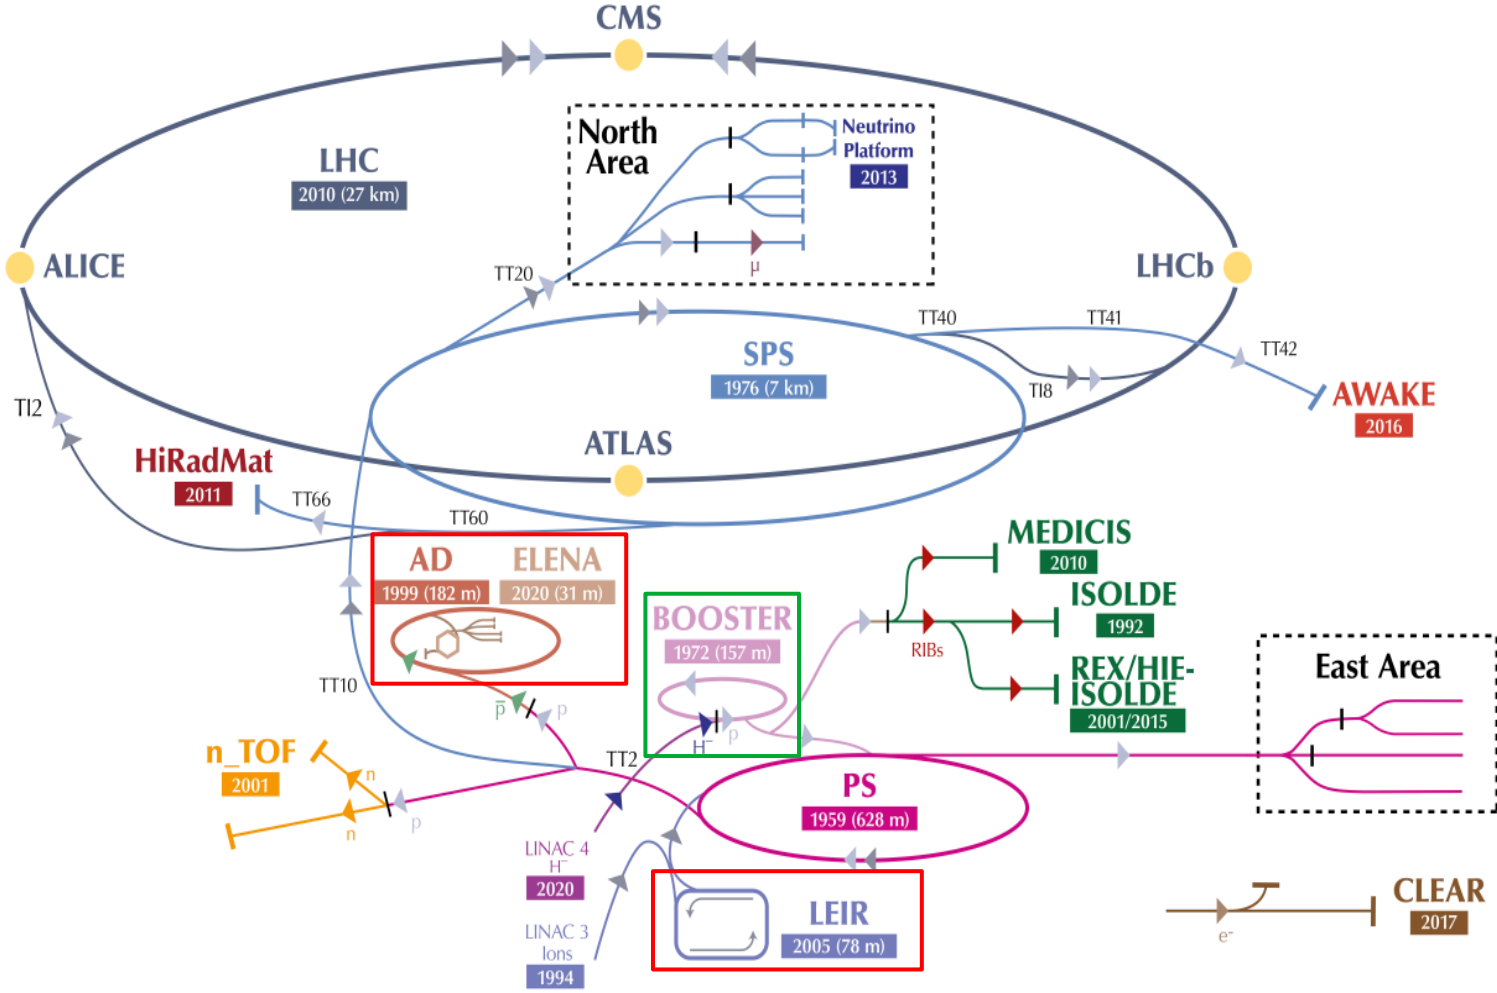 CMS
North
Area
Neutrino
Platform
2013
LHC
2010 (27 km)
ALICE
LHCb
TT20
μ
TT40
TT41
TT42
SPS
1976 (7 km)
TI8
AWAKE
2016
TI2
ATLAS
HiRadMat
2011
TT66
TT60
AD
1999 (182 m)
ELENA
2020 (31 m)
MEDICIS
2010
BOOSTER
1972 (157 m)
ISOLDE
1992
RIBs
REX/HIE-
ISOLDE
2001/2015
East Area
TT10
p̅
p
H⁻
p
n_TOF
2001
n
n
p
TT2
PS
1959 (628 m)
LINAC 4
H⁻
2020
LINAC 3
Ions
1994
LEIR
2005 (78 m)
e⁻
CLEAR
2017